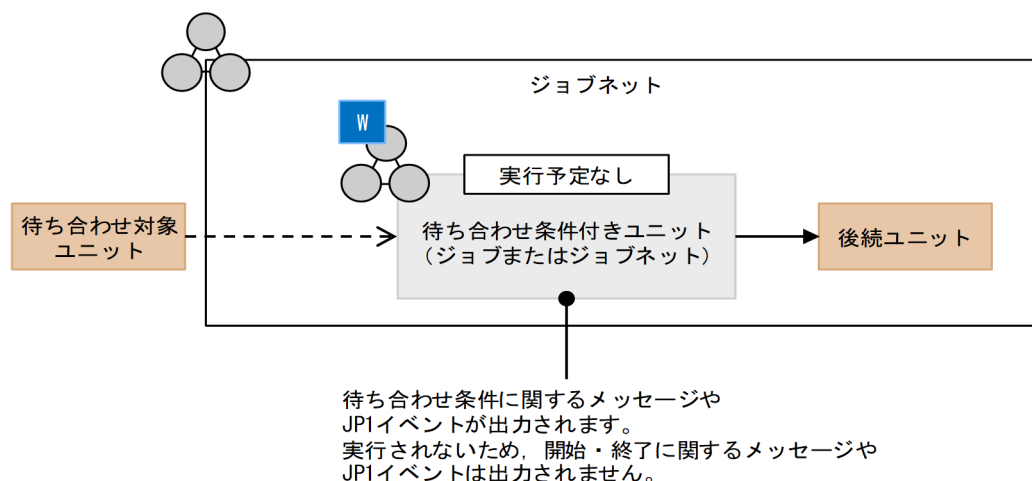 ジョブネット
W
実行予定なし
待ち合わせ対象
ユニット
待ち合わせ条件付きユニット
（ジョブまたはジョブネット）
後続ユニット
待ち合わせ条件に関するメッセージや
JP1イベントが出力されます。
実行されないため，開始・終了に関するメッセージや
JP1イベントは出力されません。